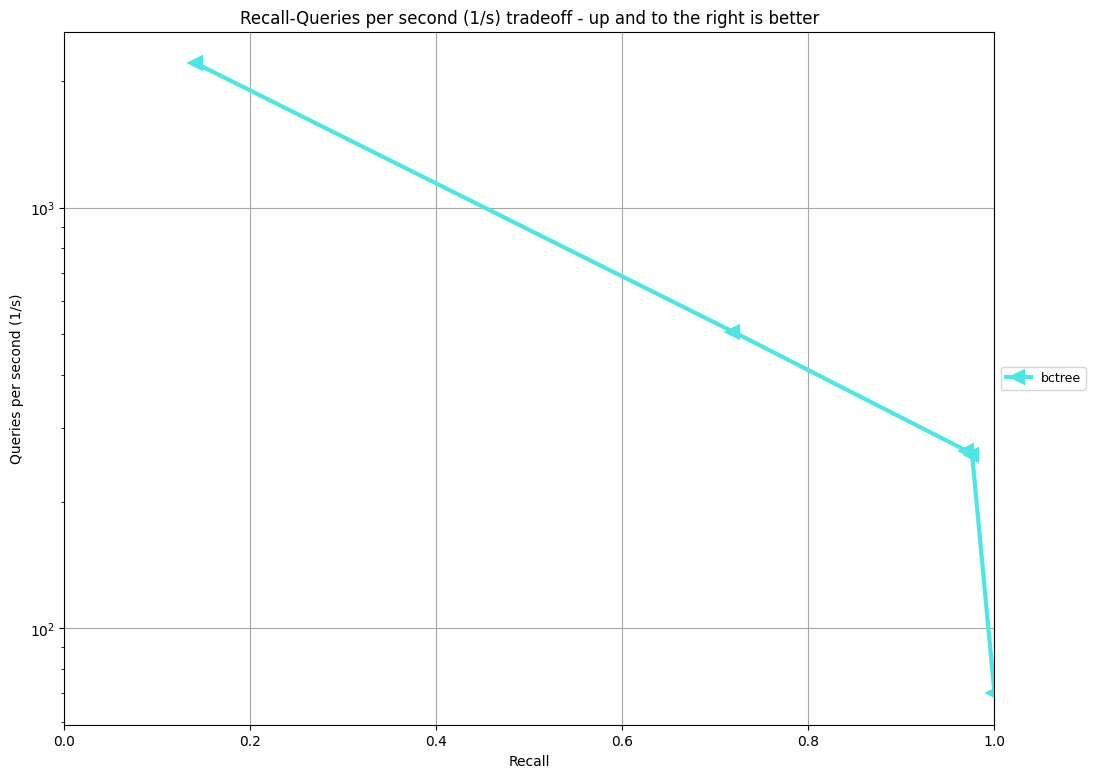 Recall-Queries per second (1/s) tradeoff - up and to the right is better
Queries per second (1/s)
10³
10²
bctree
0.0 0.2 0.4 0.6 0.8 1.0
Recall